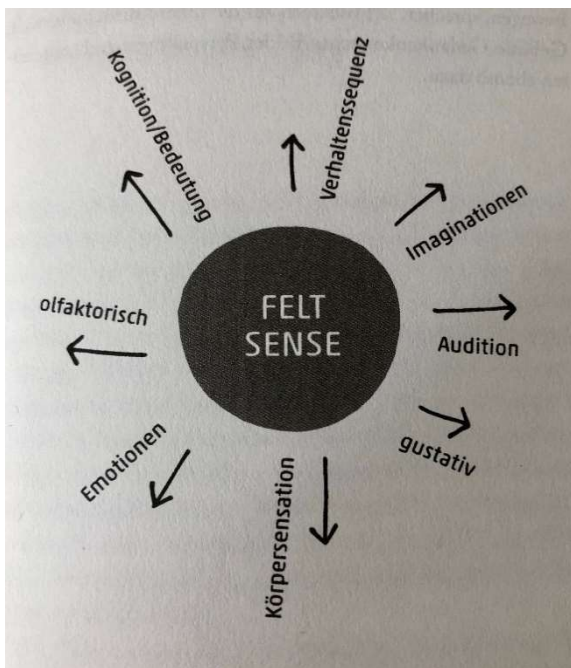 Kognition/Bedeutung
Verhaltenssequenz
Imaginationen
olfaktorisch
FELT
SENSE
Audition
gustativ
Emotionen
Körpersensation